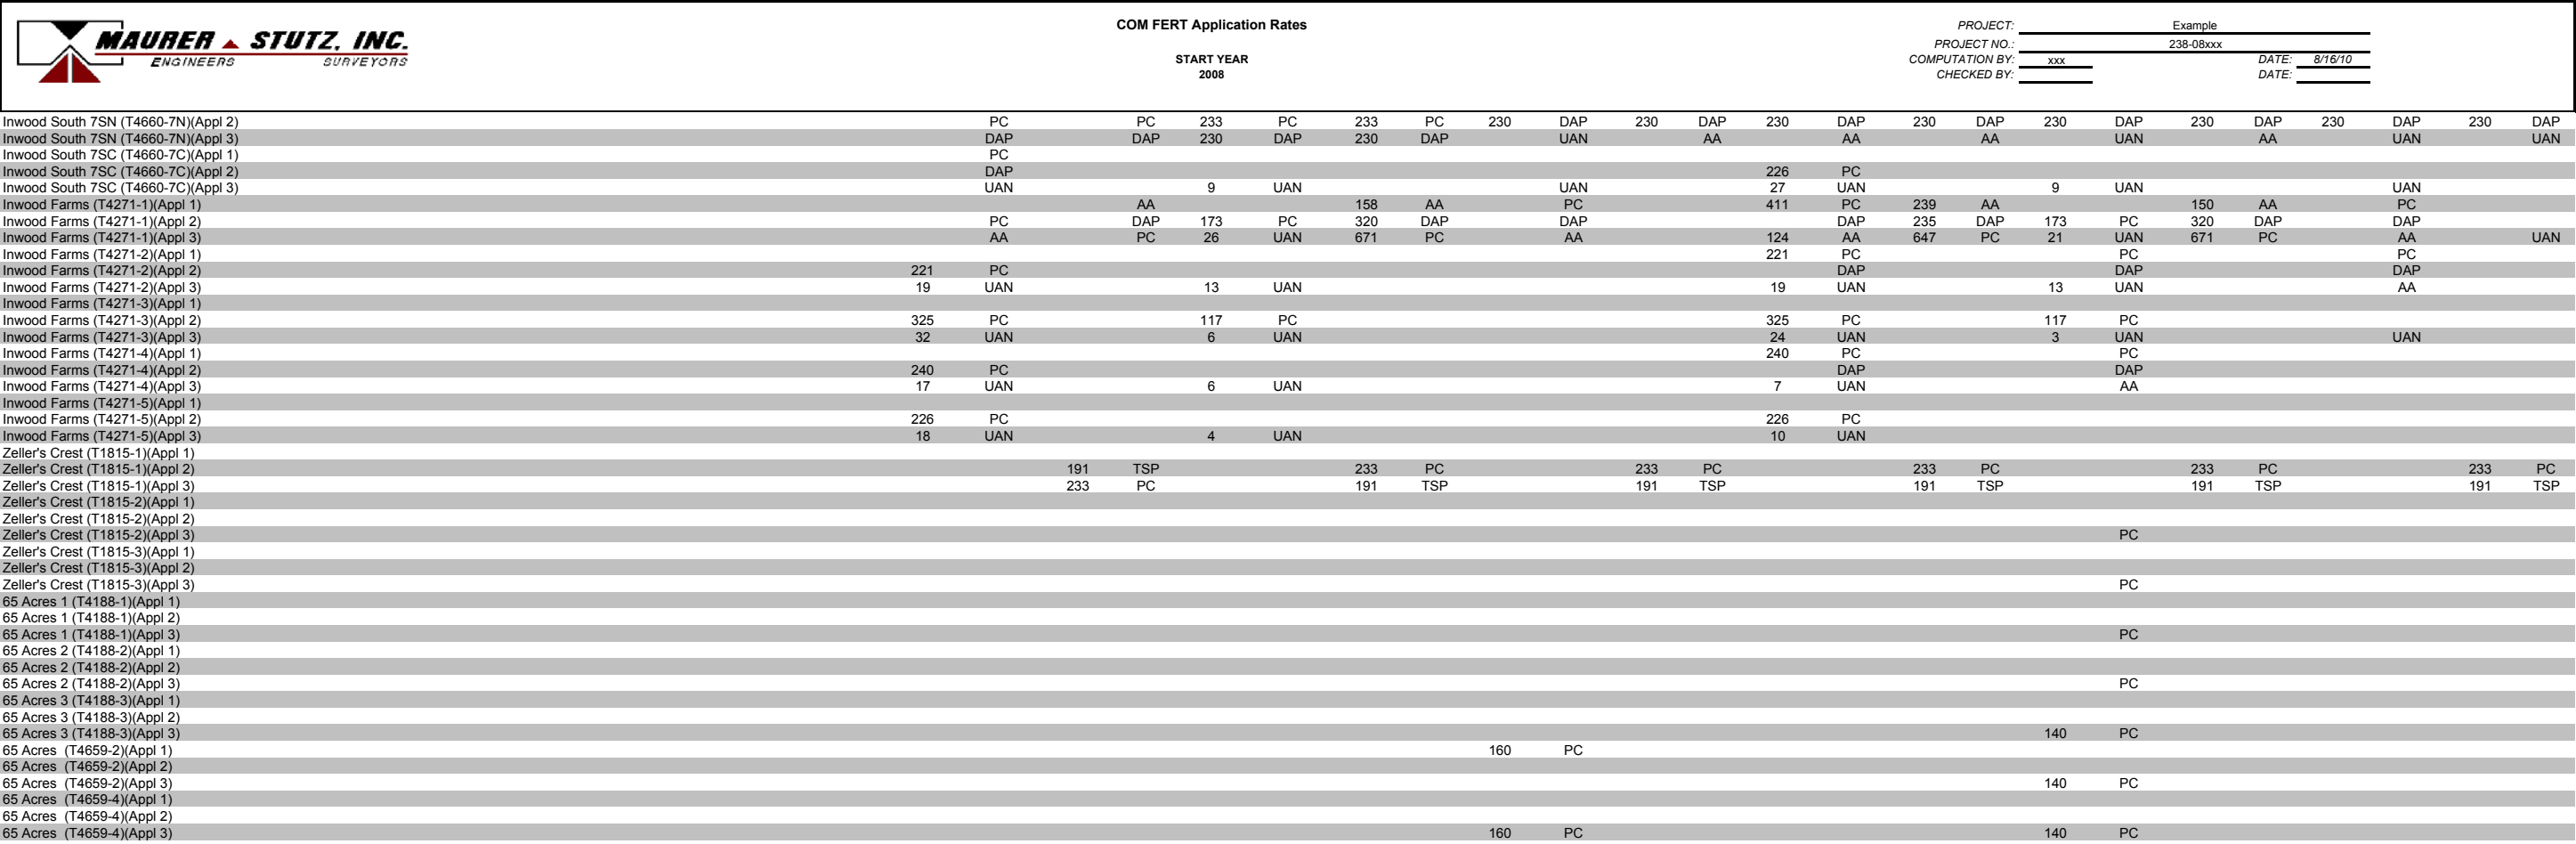 MAURER STUTZ, INC.
ENGINEERS SURVEYORS
COM FERT Application Rates
START YEAR
2008
PROJECT: Example
PROJECT NO.: 238-08xxx
COMPUTATION BY: xxx DATE: 8/16/10
CHECKED BY: DATE:
Inwood South 7SN (T4660-7N)(Appl 2) PC PC 233 PC 233 PC 230 DAP 230 DAP 230 DAP 230 DAP 230 DAP 230 DAP 230 DAP 230 DAP
Inwood South 7SN (T4660-7N)(Appl 3) DAP DAP 230 DAP 230 DAP UAN AA AA AA UAN AA UAN UAN
Inwood South 7SC (T4660-7C)(Appl 1) PC
Inwood South 7SC (T4660-7C)(Appl 2) DAP 226 PC
Inwood South 7SC (T4660-7C)(Appl 3) UAN 9 UAN UAN 27 UAN 9 UAN UAN
Inwood Farms (T4271-1)(Appl 1) AA 158 AA PC 411 PC 239 AA 150 AA PC
Inwood Farms (T4271-1)(Appl 2) PC DAP 173 PC 320 DAP DAP DAP 235 DAP 173 PC 320 DAP DAP
Inwood Farms (T4271-1)(Appl 3) AA PC 26 UAN 671 PC AA 124 AA 647 PC 21 UAN 671 PC AA UAN
Inwood Farms (T4271-2)(Appl 1) 221 PC PC PC
Inwood Farms (T4271-2)(Appl 2) 221 PC DAP DAP DAP
Inwood Farms (T4271-2)(Appl 3) 19 UAN 13 UAN 19 UAN 13 UAN AA
Inwood Farms (T4271-3)(Appl 1)
Inwood Farms (T4271-3)(Appl 2) 325 PC 117 PC 325 PC 117 PC
Inwood Farms (T4271-3)(Appl 3) 32 UAN 6 UAN 24 UAN 3 UAN UAN
Inwood Farms (T4271-4)(Appl 1) 240 PC PC
Inwood Farms (T4271-4)(Appl 2) 240 PC DAP DAP
Inwood Farms (T4271-4)(Appl 3) 17 UAN 6 UAN 7 UAN AA
Inwood Farms (T4271-5)(Appl 1)
Inwood Farms (T4271-5)(Appl 2) 226 PC 226 PC
Inwood Farms (T4271-5)(Appl 3) 18 UAN 4 UAN 10 UAN
Zeller's Crest (T1815-1)(Appl 1)
Zeller's Crest (T1815-1)(Appl 2) 191 TSP 233 PC 233 PC 233 PC 233 PC 233 PC
Zeller's Crest (T1815-1)(Appl 3) 233 PC 191 TSP 191 TSP 191 TSP 191 TSP 191 TSP
Zeller's Crest (T1815-2)(Appl 1)
Zeller's Crest (T1815-2)(Appl 2)
Zeller's Crest (T1815-2)(Appl 3) PC
Zeller's Crest (T1815-3)(Appl 1)
Zeller's Crest (T1815-3)(Appl 2)
Zeller's Crest (T1815-3)(Appl 3) PC
65 Acres 1 (T4188-1)(Appl 1)
65 Acres 1 (T4188-1)(Appl 2)
65 Acres 1 (T4188-1)(Appl 3) PC
65 Acres 2 (T4188-2)(Appl 1)
65 Acres 2 (T4188-2)(Appl 2)
65 Acres 2 (T4188-2)(Appl 3) PC
65 Acres 3 (T4188-3)(Appl 1)
65 Acres 3 (T4188-3)(Appl 2)
65 Acres 3 (T4188-3)(Appl 3) 140 PC
65 Acres (T4659-2)(Appl 1) 160 PC
65 Acres (T4659-2)(Appl 2)
65 Acres (T4659-2)(Appl 3) 140 PC
65 Acres (T4659-4)(Appl 1)
65 Acres (T4659-4)(Appl 2)
65 Acres (T4659-4)(Appl 3) 160 PC 140 PC